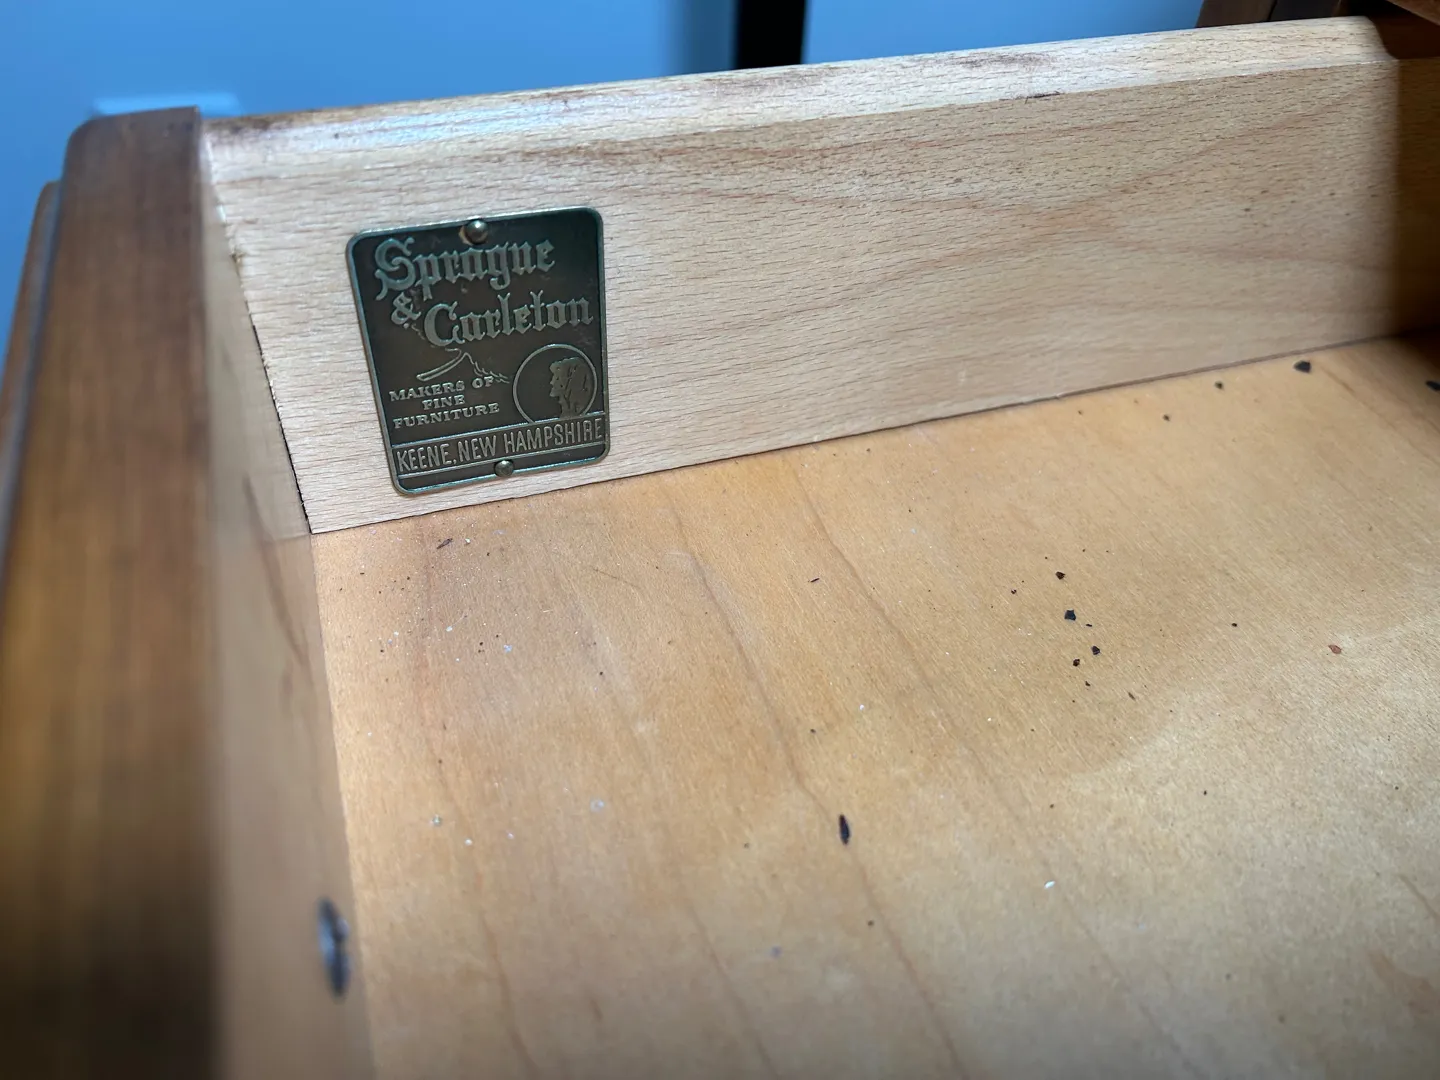 Sprague
& Carleton
MAKERS OF
FINE
FURNITURE
KEENE, NEW HAMPSHIRE